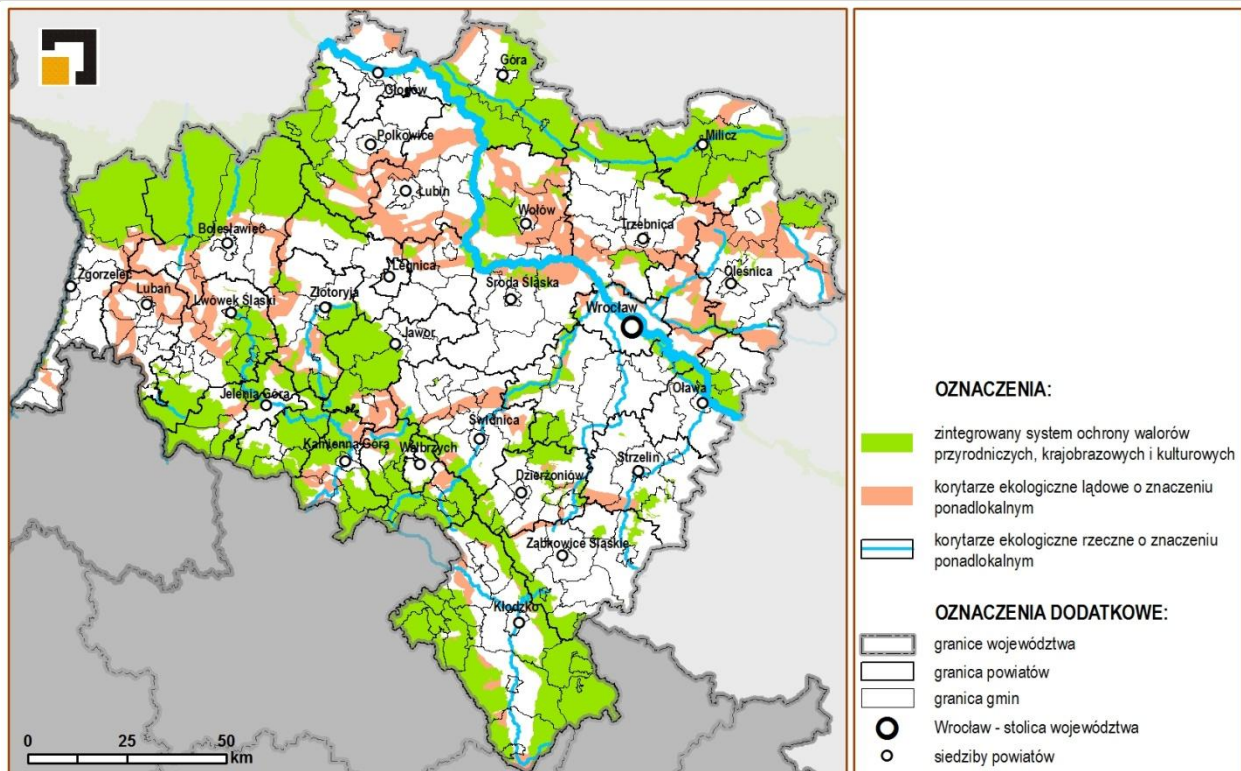 Góra
Głogów
Polkowice
Milicz
Lubin
Wołów
Trzebnica
Bolesławiec
Zgorzelec
Legnica
Oleśnica
Lubań
Środa Śląska
Lwówek Śląski
Złotoryja
Wrocław
Jawor
Oława
Jelenia Góra
Świdnica
Kamienna Góra
Wałbrzych
Strzelin
Dzierżoniów
Ząbkowice Śląskie
Kłodzko
0 25 50
km
OZNACZENIA:
zintegrowany system ochrony walorów
przyrodniczych, krajobrazowych i kulturowych
korytarze ekologiczne lądowe o znaczeniu
ponadlokalnym
korytarze ekologiczne rzeczne o znaczeniu
ponadlokalnym
OZNACZENIA DODATKOWE:
granice województwa
granica powiatów
granica gmin
Wrocław - stolica województwa
siedziby powiatów